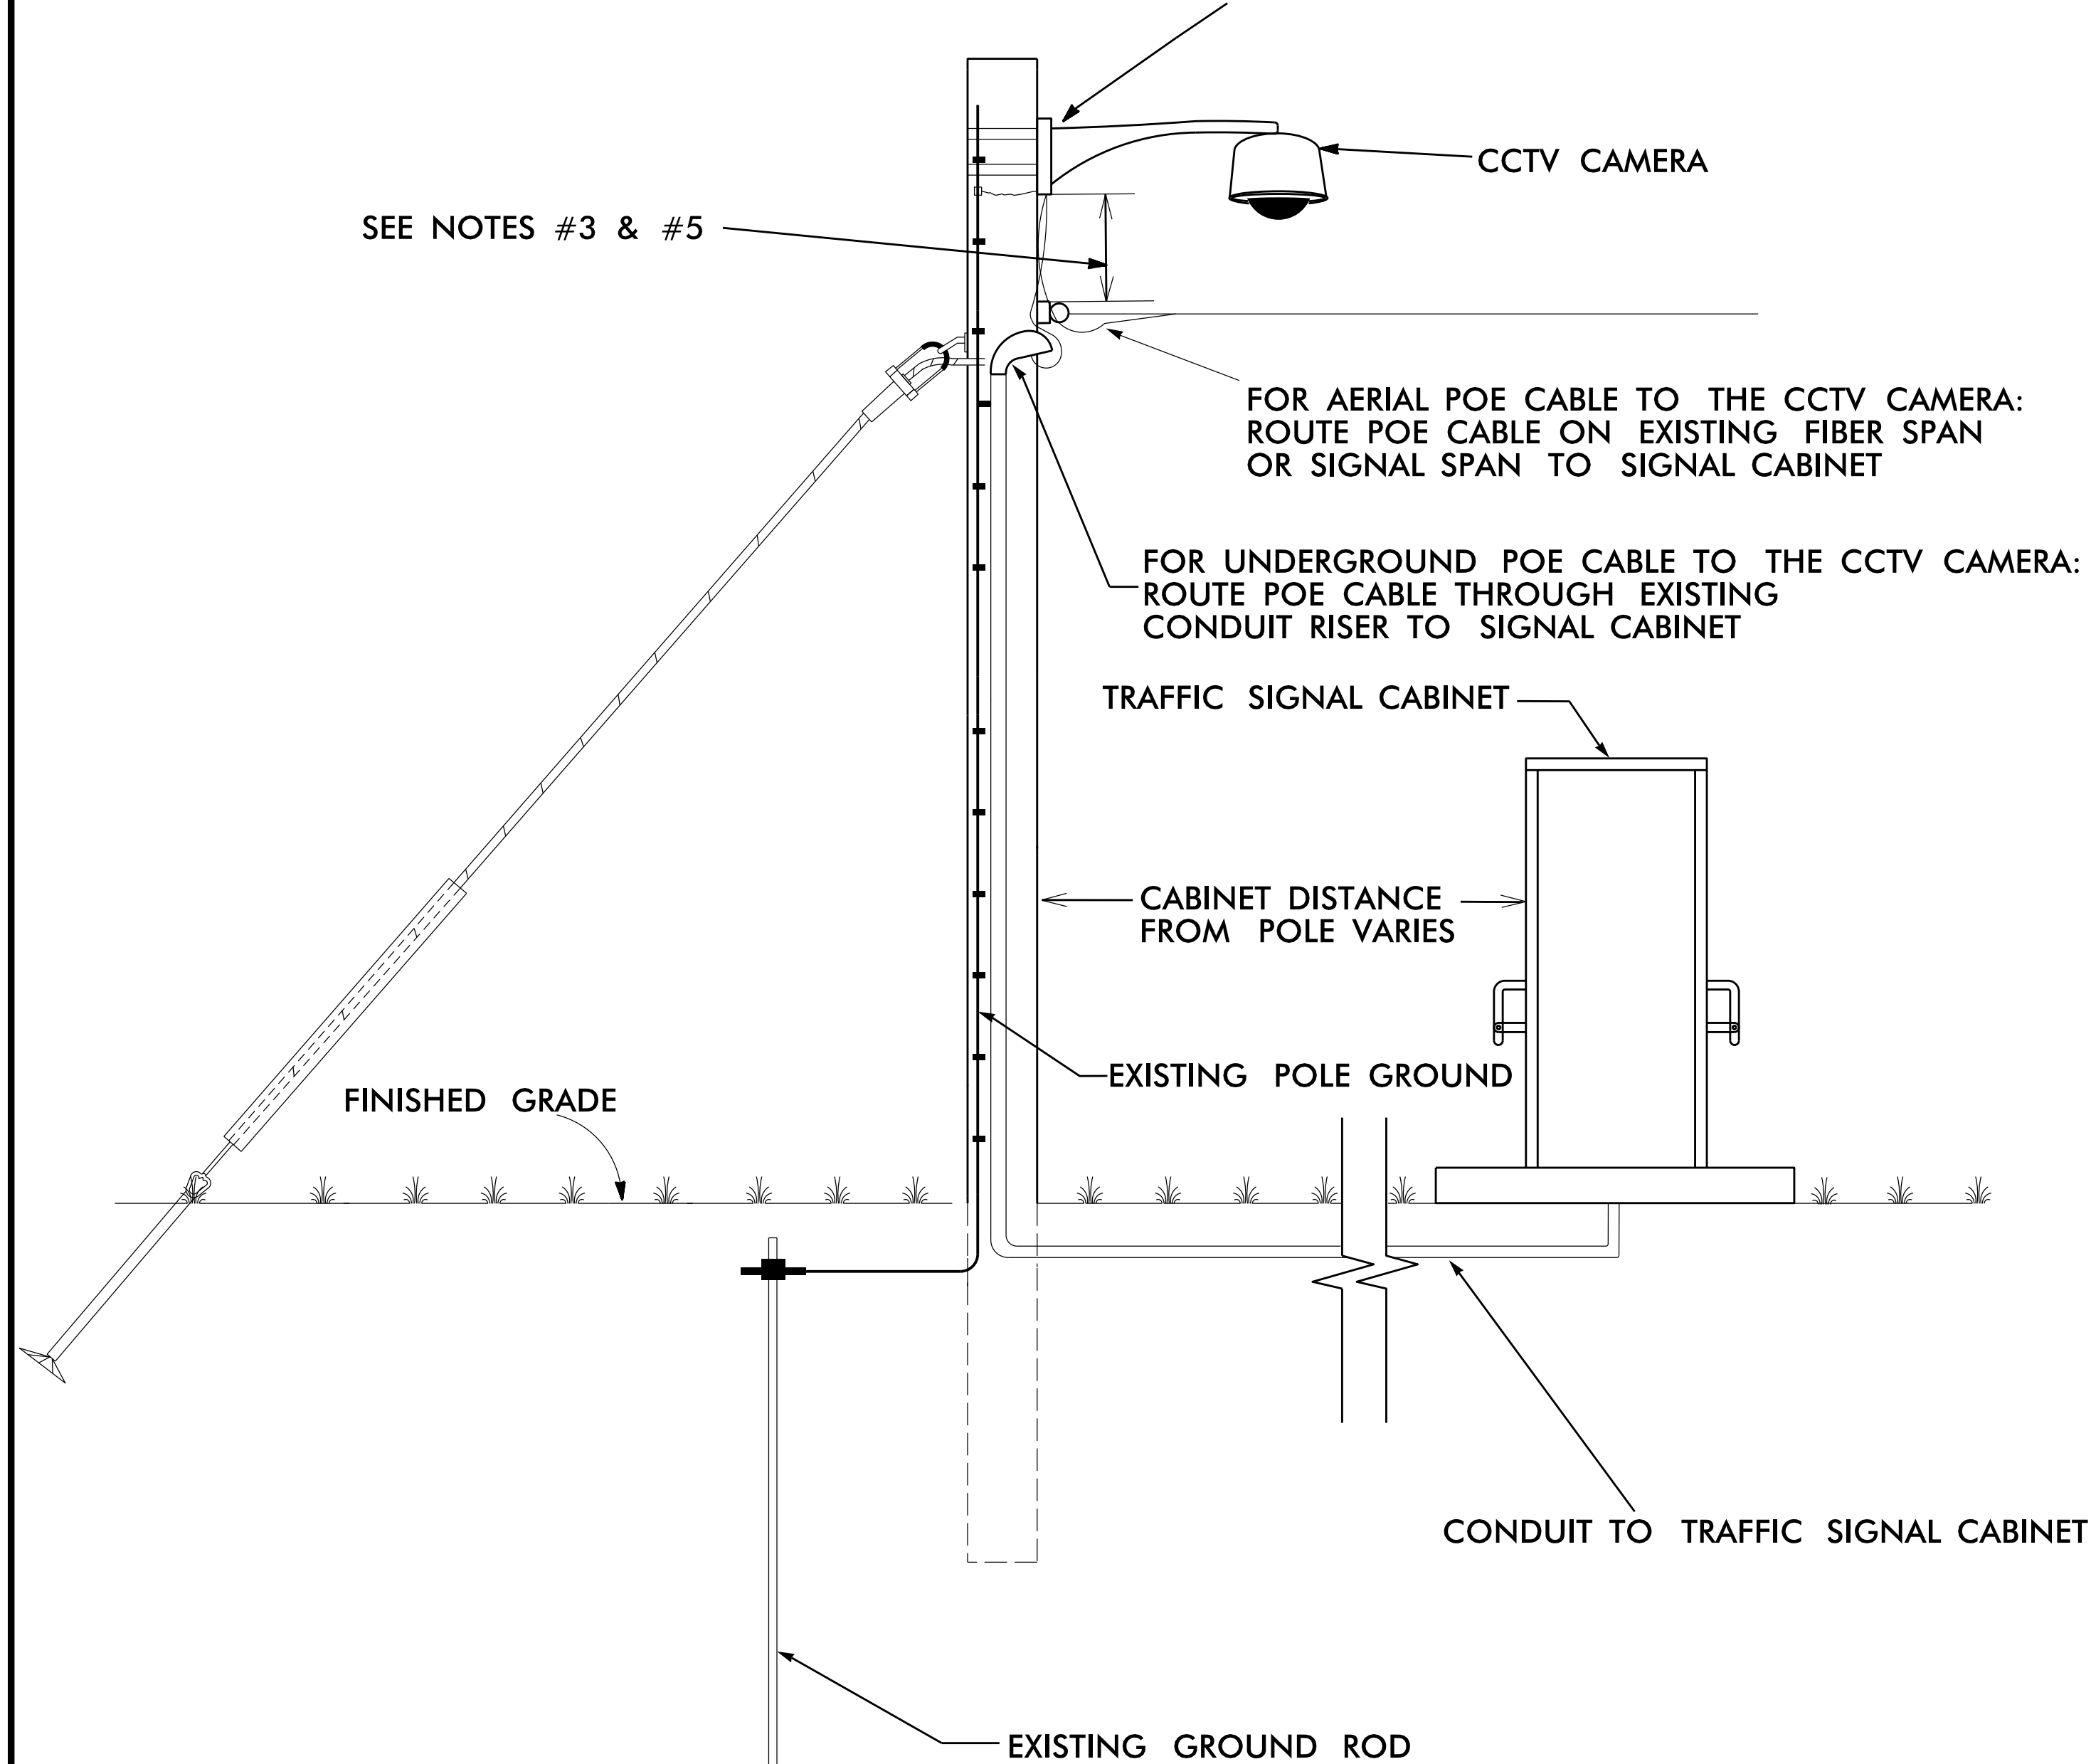 CCTV CAMERA
SEE NOTES #3 & #5
FOR AERIAL POE CABLE TO THE CCTV CAMERA:
ROUTE POE CABLE ON EXISTING FIBER SPAN
OR SIGNAL SPAN TO SIGNAL CABINET
FOR UNDERGROUND POE CABLE TO THE CCTV CAMERA:
ROUTE POE CABLE THROUGH EXISTING
CONDUIT RISER TO SIGNAL CABINET
TRAFFIC SIGNAL CABINET
CABINET DISTANCE
FROM POLE VARIES
EXISTING POLE GROUND
FINISHED GRADE
CONDUIT TO TRAFFIC SIGNAL CABINET
EXISTING GROUND ROD